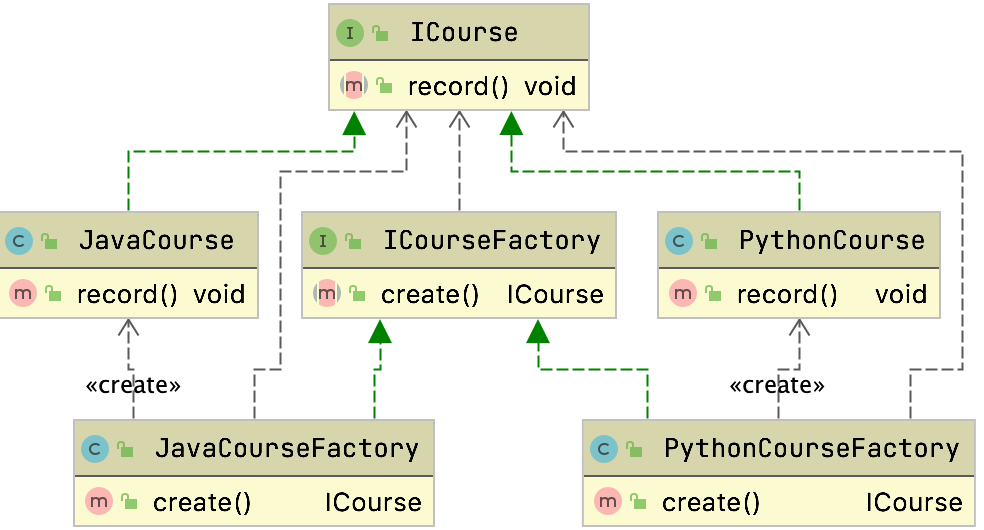 I ICourse
m record() void
C JavaCourse
m record() void
I ICourseFactory
m create() ICourse
C PythonCourse
m record() void
«create»
«create»
C JavaCourseFactory
m create() ICourse
C PythonCourseFactory
m create() ICourse